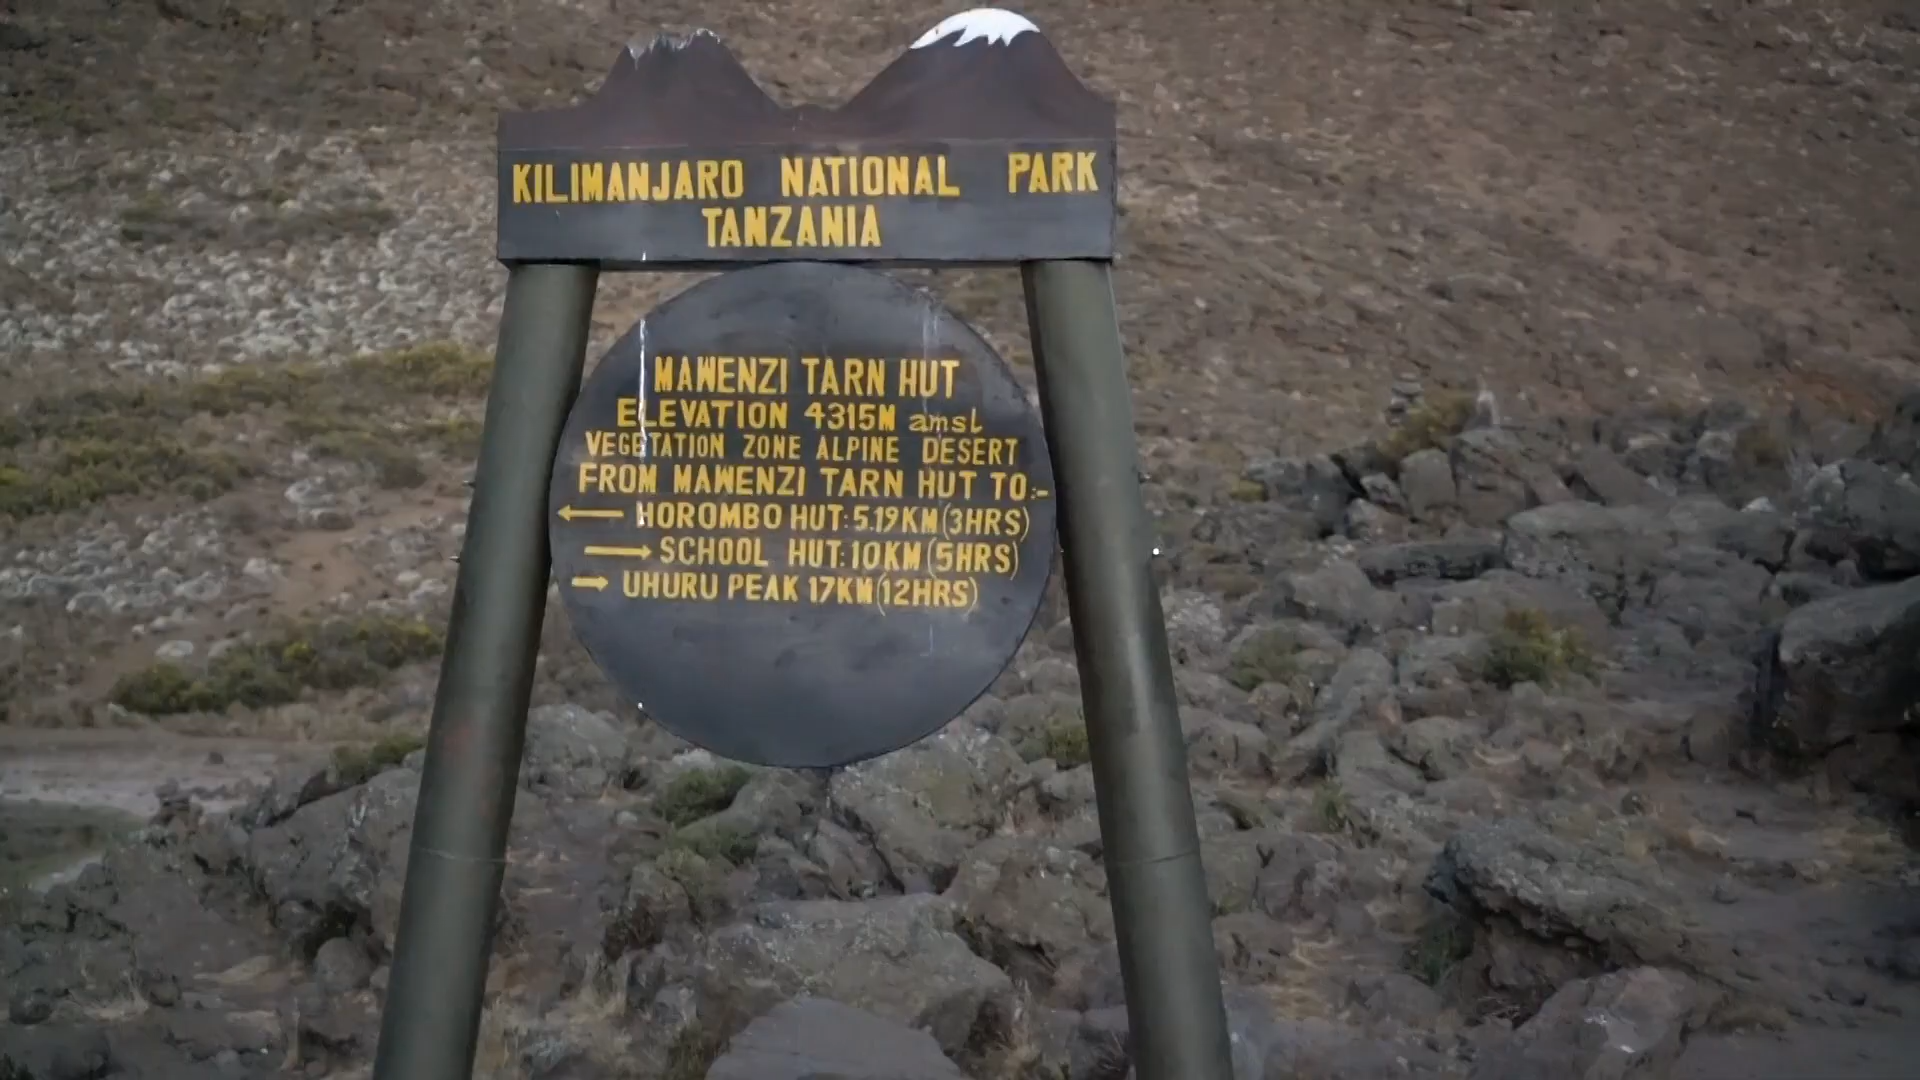 KILIMANJARO NATIONAL PARK
TANZANIA
MAWENZI TARN HUT
ELEVATION 4315M amsl
VEGETATION ZONE ALPINE DESERT
FROM MAWENZI TARN HUT TO:-
← HOROMBO HUT: 5.19KM (3HRS)
→ SCHOOL HUT: 10KM (5HRS)
→ UHURU PEAK 17KM (12HRS)